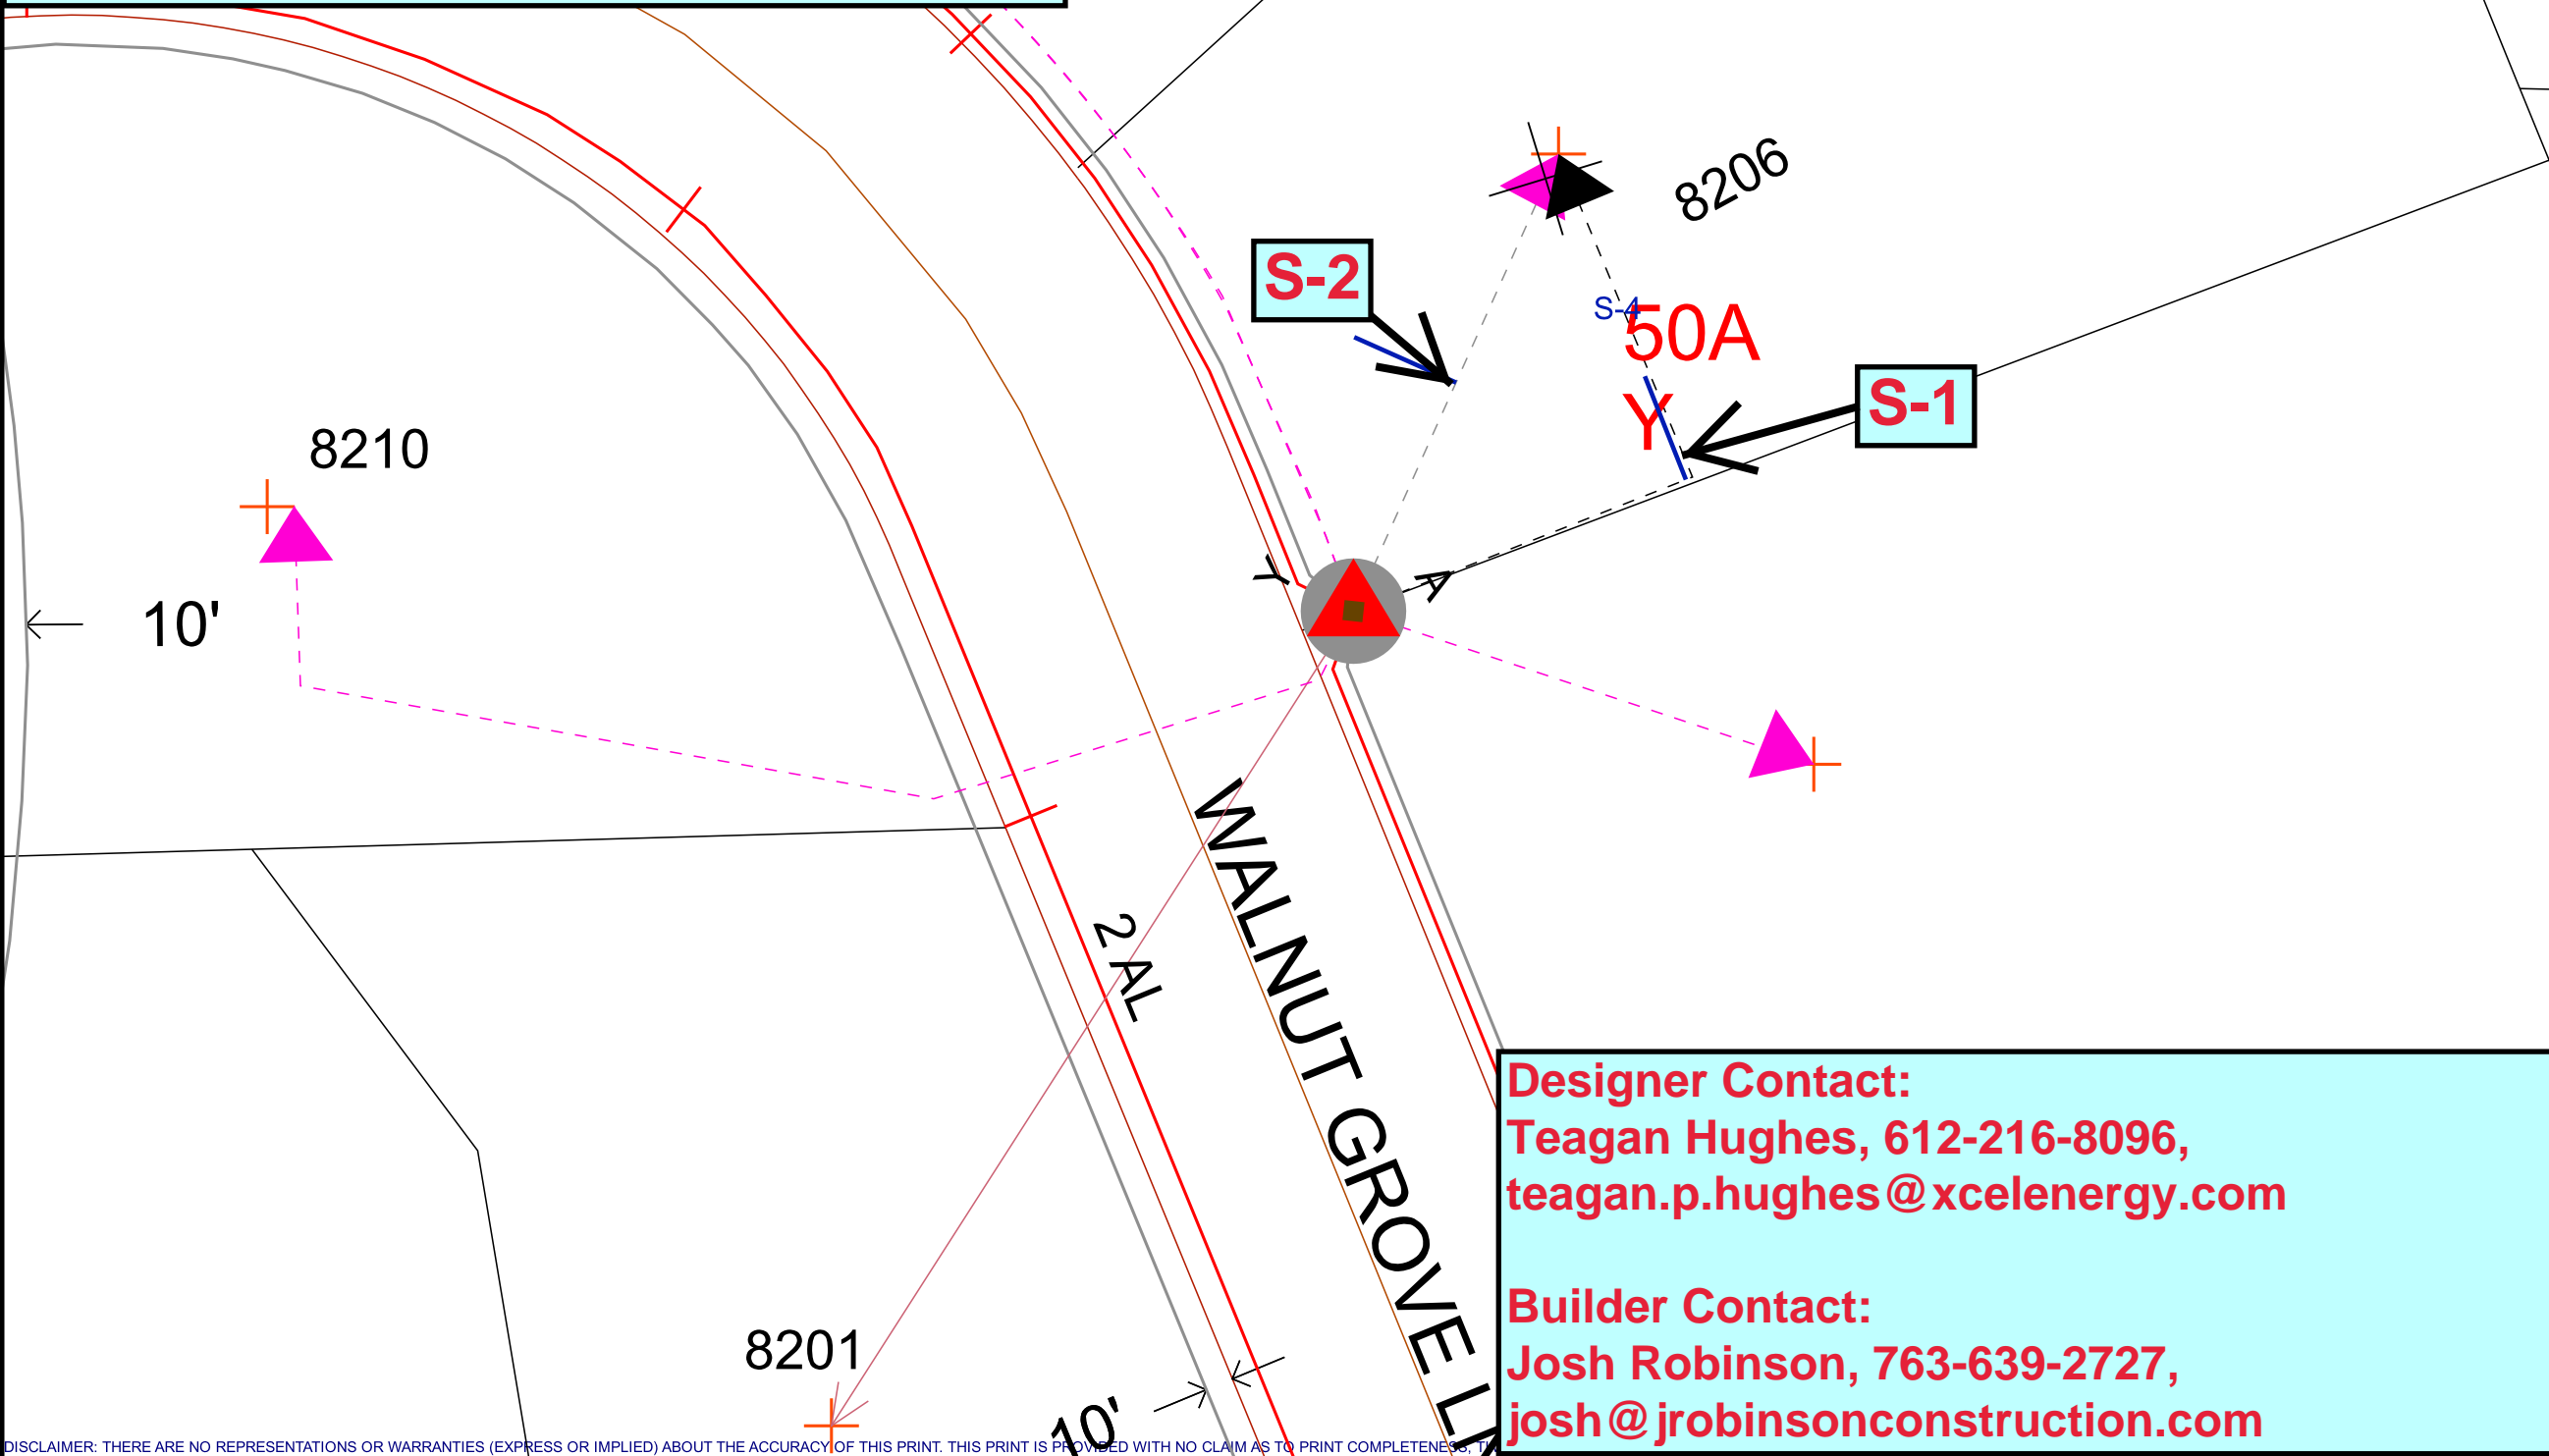 8206
S-2
S-4
50A
S-1
Y
8210
Y
A
10'
WALNUT GROVE
2 AL
Designer Contact:
Teagan Hughes, 612-216-8096,
teagan.p.hughes@xcelenergy.com
Builder Contact:
Josh Robinson, 763-639-2727,
josh@jrobinsonconstruction.com
8201
10'
DISCLAIMER: THERE ARE NO REPRESENTATIONS OR WARRANTIES (EXPRESS OR IMPLIED) ABOUT THE ACCURACY OF THIS PRINT. THIS PRINT IS PROVIDED WITH NO CLAIM AS TO PRINT COMPLETENESS,